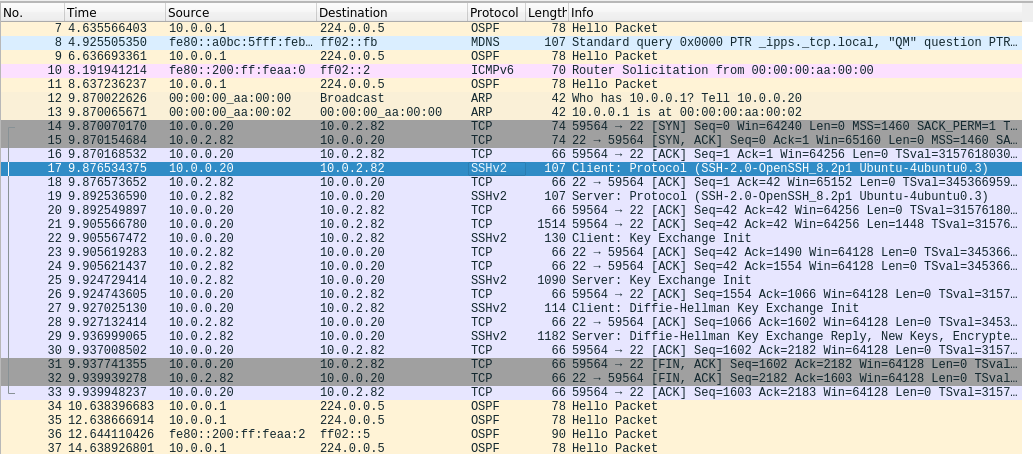 No. Time Source Destination Protocol Length Info
7 4.635566403 10.0.0.1 224.0.0.5 OSPF 78 Hello Packet
8 4.925505350 fe80::a0bc:5fff:feb… ff02::fb MDNS 107 Standard query 0x0000 PTR _ipps._tcp.local, "QM" question PTR…
9 6.636693361 10.0.0.1 224.0.0.5 OSPF 78 Hello Packet
10 8.191941214 fe80::200:ff:feaa:0 ff02::2 ICMPv6 70 Router Solicitation from 00:00:00:aa:00:00
11 8.637236237 10.0.0.1 224.0.0.5 OSPF 78 Hello Packet
12 9.870022626 00:00:00_aa:00:00 Broadcast ARP 42 Who has 10.0.0.1? Tell 10.0.0.20
13 9.870065671 00:00:00_aa:00:02 00:00:00_aa:00:00 ARP 42 10.0.0.1 is at 00:00:00:aa:00:02
14 9.870070170 10.0.0.20 10.0.2.82 TCP 74 59564 → 22 [SYN] Seq=0 Win=64240 Len=0 MSS=1460 SACK_PERM=1 T…
15 9.870154684 10.0.2.82 10.0.0.20 TCP 74 22 → 59564 [SYN, ACK] Seq=0 Ack=1 Win=65160 Len=0 MSS=1460 SA…
16 9.870168532 10.0.0.20 10.0.2.82 TCP 66 59564 → 22 [ACK] Seq=1 Ack=1 Win=64256 Len=0 TSval=3157618030…
17 9.876534375 10.0.0.20 10.0.2.82 SSHv2 107 Client: Protocol (SSH-2.0-OpenSSH_8.2p1 Ubuntu-4ubuntu0.3)
18 9.876573652 10.0.2.82 10.0.0.20 TCP 66 22 → 59564 [ACK] Seq=1 Ack=42 Win=65152 Len=0 TSval=345366959…
19 9.892536590 10.0.2.82 10.0.0.20 SSHv2 107 Server: Protocol (SSH-2.0-OpenSSH_8.2p1 Ubuntu-4ubuntu0.3)
20 9.892549897 10.0.0.20 10.0.2.82 TCP 66 59564 → 22 [ACK] Seq=42 Ack=42 Win=64256 Len=0 TSval=31576180…
21 9.905566780 10.0.0.20 10.0.2.82 TCP 1514 59564 → 22 [ACK] Seq=42 Ack=42 Win=64256 Len=1448 TSval=31576…
22 9.905567472 10.0.0.20 10.0.2.82 SSHv2 130 Client: Key Exchange Init
23 9.905619283 10.0.2.82 10.0.0.20 TCP 66 22 → 59564 [ACK] Seq=42 Ack=1490 Win=64128 Len=0 TSval=345366…
24 9.905621437 10.0.2.82 10.0.0.20 TCP 66 22 → 59564 [ACK] Seq=42 Ack=1554 Win=64128 Len=0 TSval=345366…
25 9.924729414 10.0.2.82 10.0.0.20 SSHv2 1090 Server: Key Exchange Init
26 9.924743605 10.0.0.20 10.0.2.82 TCP 66 59564 → 22 [ACK] Seq=1554 Ack=1066 Win=64128 Len=0 TSval=3157…
27 9.927025130 10.0.0.20 10.0.2.82 SSHv2 114 Client: Diffie-Hellman Key Exchange Init
28 9.927132414 10.0.2.82 10.0.0.20 TCP 66 22 → 59564 [ACK] Seq=1066 Ack=1602 Win=64128 Len=0 TSval=3453…
29 9.936999065 10.0.2.82 10.0.0.20 SSHv2 1182 Server: Diffie-Hellman Key Exchange Reply, New Keys, Encrypte…
30 9.937008502 10.0.0.20 10.0.2.82 TCP 66 59564 → 22 [ACK] Seq=1602 Ack=2182 Win=64128 Len=0 TSval=3157…
31 9.937741355 10.0.0.20 10.0.2.82 TCP 66 59564 → 22 [FIN, ACK] Seq=1602 Ack=2182 Win=64128 Len=0 TSval…
32 9.939939278 10.0.2.82 10.0.0.20 TCP 66 22 → 59564 [FIN, ACK] Seq=2182 Ack=1603 Win=64128 Len=0 TSval…
33 9.939948237 10.0.0.20 10.0.2.82 TCP 66 59564 → 22 [ACK] Seq=1603 Ack=2183 Win=64128 Len=0 TSval=3157…
34 10.638396683 10.0.0.1 224.0.0.5 OSPF 78 Hello Packet
35 12.638666914 10.0.0.1 224.0.0.5 OSPF 78 Hello Packet
36 12.644110426 fe80::200:ff:feaa:2 ff02::5 OSPF 90 Hello Packet
37 14.638926801 10.0.0.1 224.0.0.5 OSPF 78 Hello Packet